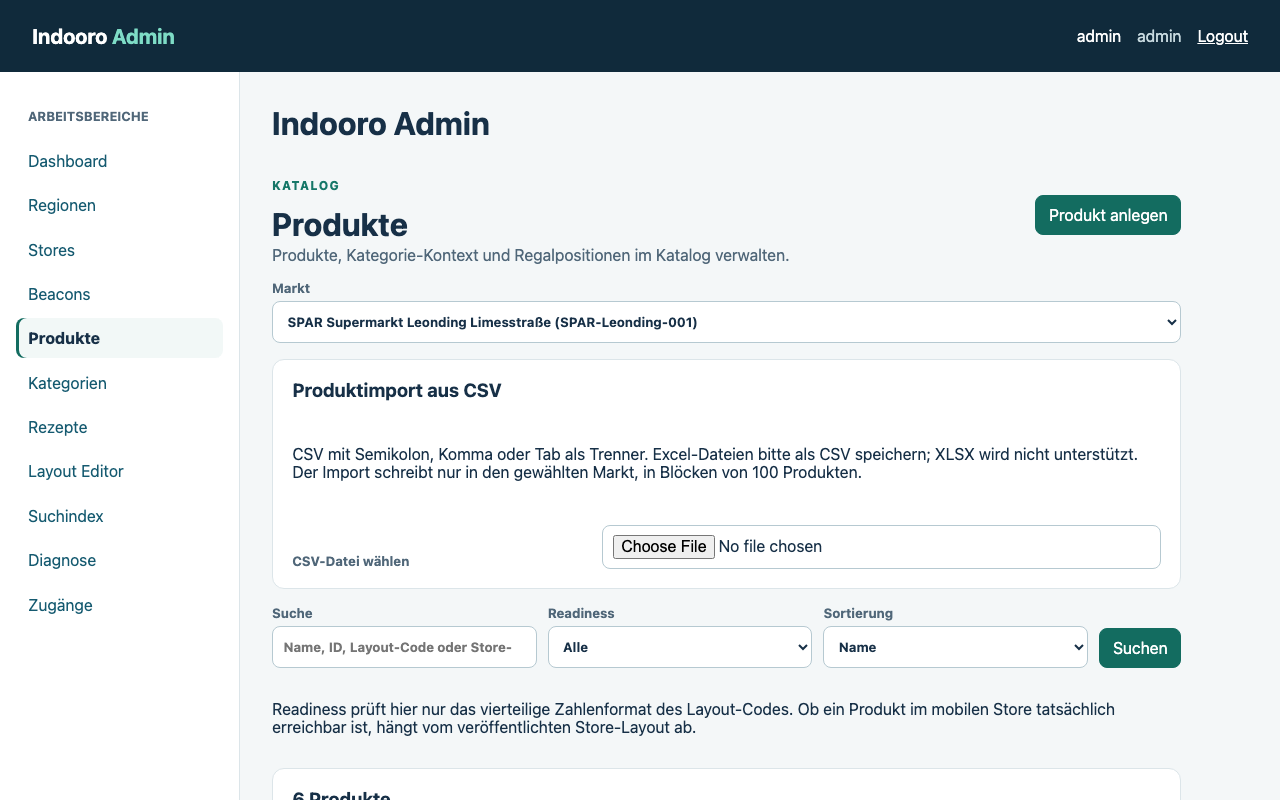 Indooro Admin
admin admin Logout
ARBEITSBEREICHE
Dashboard
Regionen
Stores
Beacons
Produkte
Kategorien
Rezepte
Layout Editor
Suchindex
Diagnose
Zugänge
Indooro Admin
KATALOG
Produkte
Produkt anlegen
Produkte, Kategorie-Kontext und Regalpositionen im Katalog verwalten.
Markt
SPAR Supermarkt Leonding Limesstraße (SPAR-Leonding-001)
Produktimport aus CSV
CSV mit Semikolon, Komma oder Tab als Trenner. Excel-Dateien bitte als CSV speichern; XLSX wird nicht unterstützt.
Der Import schreibt nur in den gewählten Markt, in Blöcken von 100 Produkten.
CSV-Datei wählen
Choose File No file chosen
Suche
Readiness
Sortierung
Name, ID, Layout-Code oder Store-
Alle
Name
Suchen
Readiness prüft hier nur das vierteilige Zahlenformat des Layout-Codes. Ob ein Produkt im mobilen Store tatsächlich
erreichbar ist, hängt vom veröffentlichten Store-Layout ab.
6 Produkte